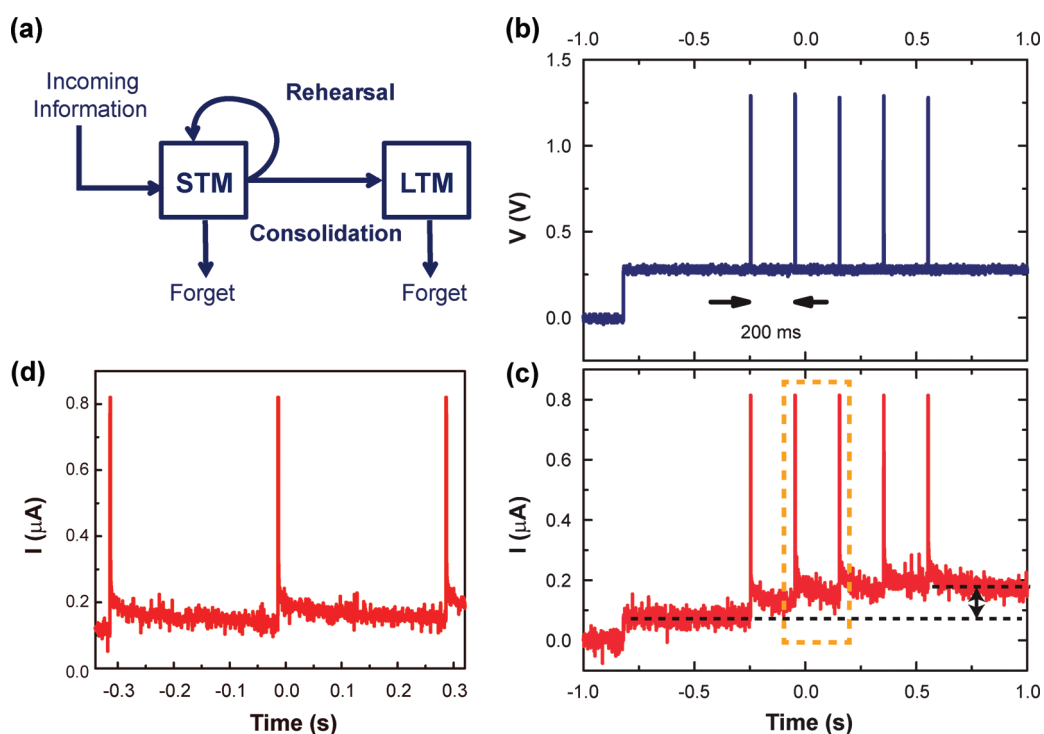 (a)
Incoming
Information
Rehearsal
STM
LTM
Consolidation
Forget
Forget
(b)
-1.0 -0.5 0.0 0.5 1.0
1.5
1.0
0.5
0.0
V (V)
200 ms
(c)
0.8
0.6
0.4
0.2
0.0
I (μA)
-1.0 -0.5 0.0 0.5 1.0
Time (s)
(d)
0.8
0.6
0.4
0.2
0.0
I (μA)
-0.3 -0.2 -0.1 0.0 0.1 0.2 0.3
Time (s)